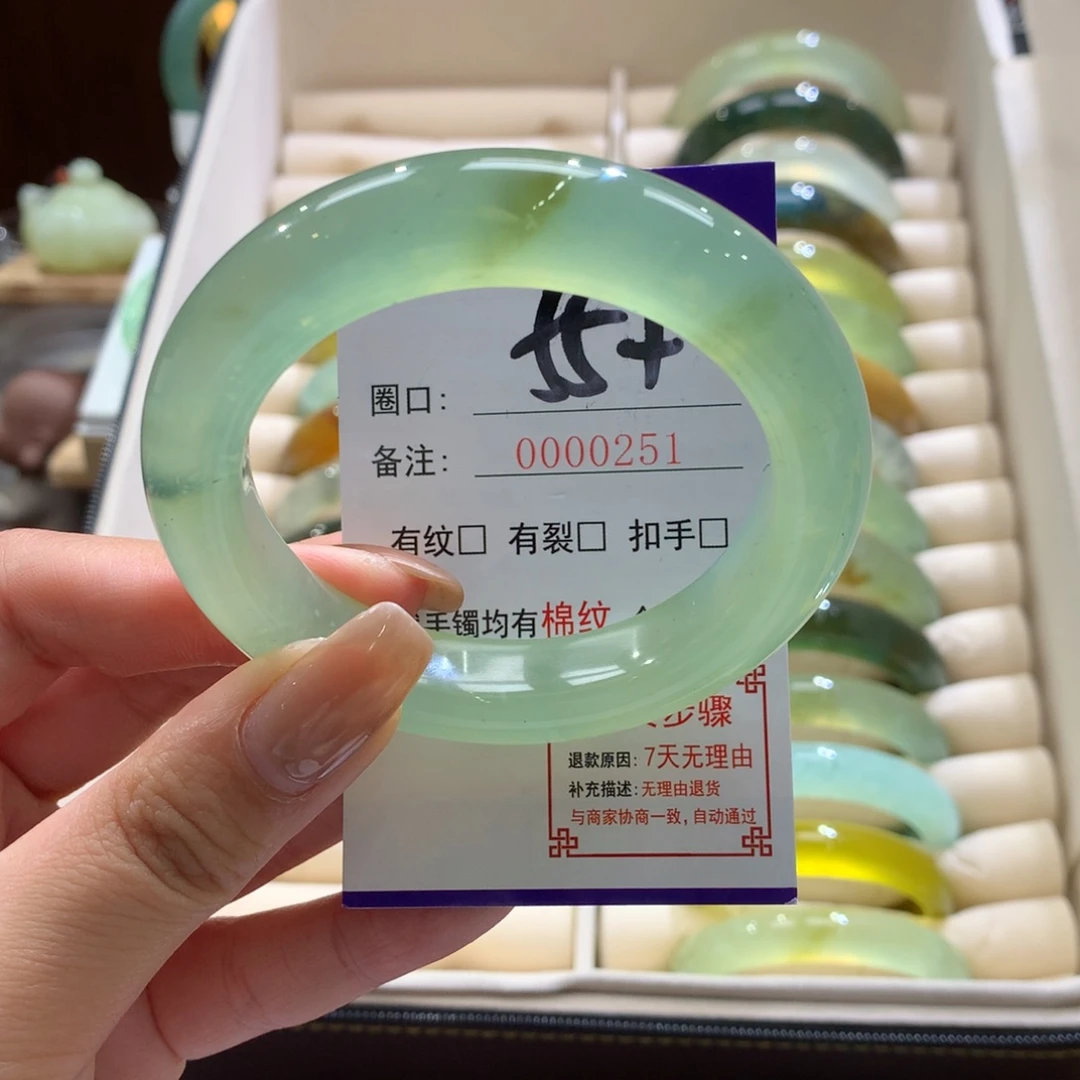 55+
圈口:
备注: 0000251
有纹□ 有裂□ 扣手□
手镯均有棉纹
步骤
退款原因: 7天无理由
补充描述: 无理由退货
与商家协商一致, 自动通过